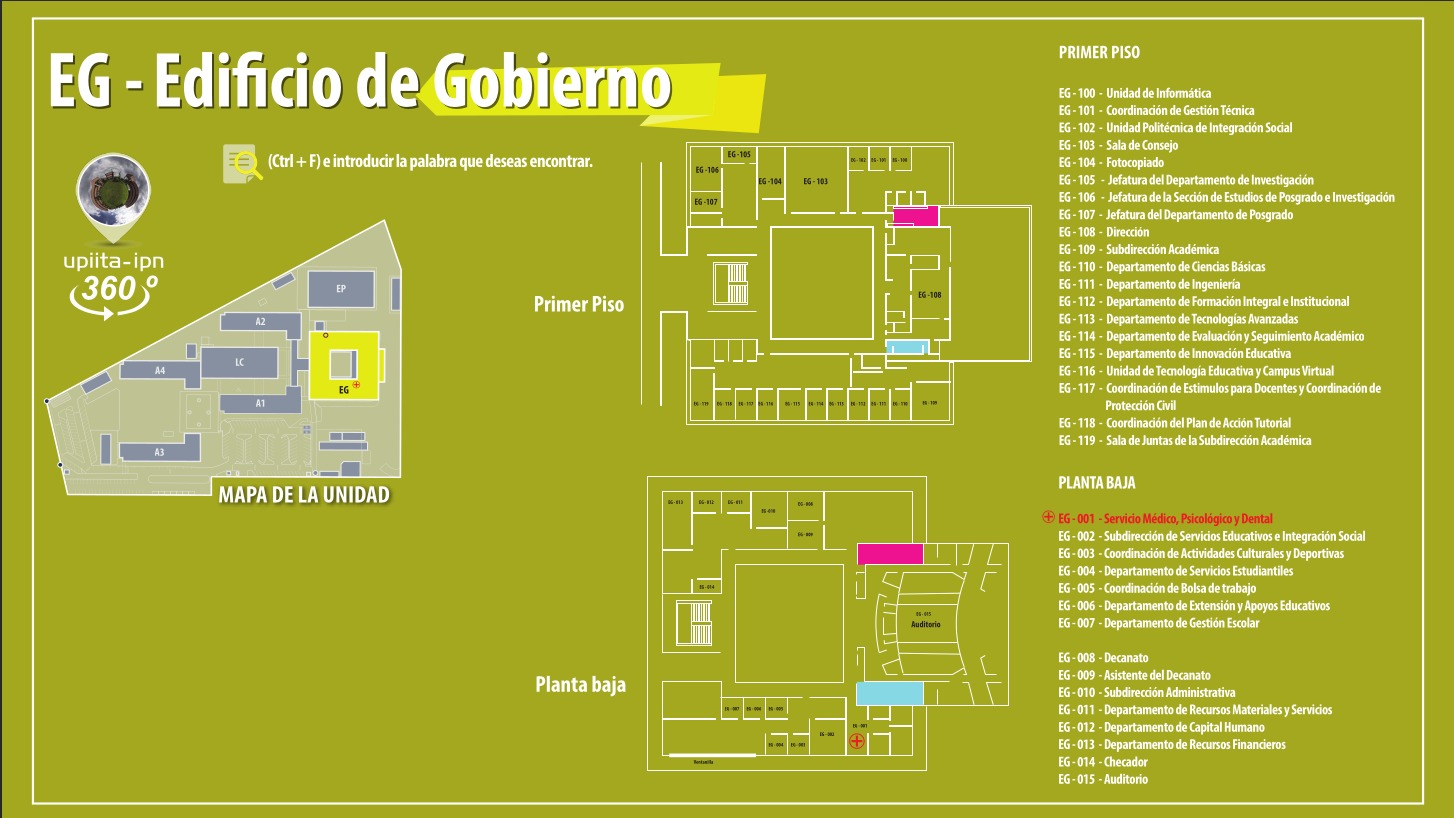 EG - Edificio de Gobierno
(Ctrl + F) e introducir la palabra que deseas encontrar.
upiita-ipn
360 º
EP
A2
LC
A4
EG
A1
A3
MAPA DE LA UNIDAD
Primer Piso
EG -105
EG -106
EG -107
EG -104
EG -103
EG - 102
EG - 101
EG - 100
EG -108
EG - 119
EG - 118
EG - 117
EG - 116
EG - 115
EG - 114
EG - 113
EG - 112
EG - 111
EG - 110
EG - 109
Planta baja
EG - 013
EG - 012
EG - 011
EG -010
EG - 008
EG - 009
EG - 014
EG - 015
Auditorio
EG - 007
EG - 006
EG - 005
EG - 004
EG - 003
EG - 002
EG - 001
Ventanilla
PRIMER PISO
EG - 100 - Unidad de Informática
EG - 101 - Coordinación de Gestión Técnica
EG - 102 - Unidad Politécnica de Integración Social
EG - 103 - Sala de Consejo
EG - 104 - Fotocopiado
EG - 105 - Jefatura del Departamento de Investigación
EG - 106 - Jefatura de la Sección de Estudios de Posgrado e Investigación
EG - 107 - Jefatura del Departamento de Posgrado
EG - 108 - Dirección
EG - 109 - Subdirección Académica
EG - 110 - Departamento de Ciencias Básicas
EG - 111 - Departamento de Ingeniería
EG - 112 - Departamento de Formación Integral e Institucional
EG - 113 - Departamento de Tecnologías Avanzadas
EG - 114 - Departamento de Evaluación y Seguimiento Académico
EG - 115 - Departamento de Innovación Educativa
EG - 116 - Unidad de Tecnología Educativa y Campus Virtual
EG - 117 - Coordinación de Estimulos para Docentes y Coordinación de
Protección Civil
EG - 118 - Coordinación del Plan de Acción Tutorial
EG - 119 - Sala de Juntas de la Subdirección Académica
PLANTA BAJA
EG - 001 - Servicio Médico, Psicológico y Dental
EG - 002 - Subdirección de Servicios Educativos e Integración Social
EG - 003 - Coordinación de Actividades Culturales y Deportivas
EG - 004 - Departamento de Servicios Estudiantiles
EG - 005 - Coordinación de Bolsa de trabajo
EG - 006 - Departamento de Extensión y Apoyos Educativos
EG - 007 - Departamento de Gestión Escolar
EG - 008 - Decanato
EG - 009 - Asistente del Decanato
EG - 010 - Subdirección Administrativa
EG - 011 - Departamento de Recursos Materiales y Servicios
EG - 012 - Departamento de Capital Humano
EG - 013 - Departamento de Recursos Financieros
EG - 014 - Checador
EG - 015 - Auditorio